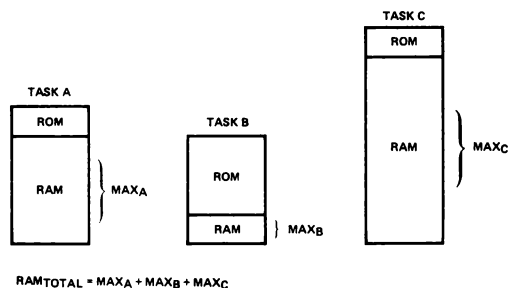 TASK A
ROM
RAM
MAXA
TASK B
ROM
RAM
MAXB
TASK C
ROM
RAM
MAXC
RAMTOTAL = MAXA + MAXB + MAXC